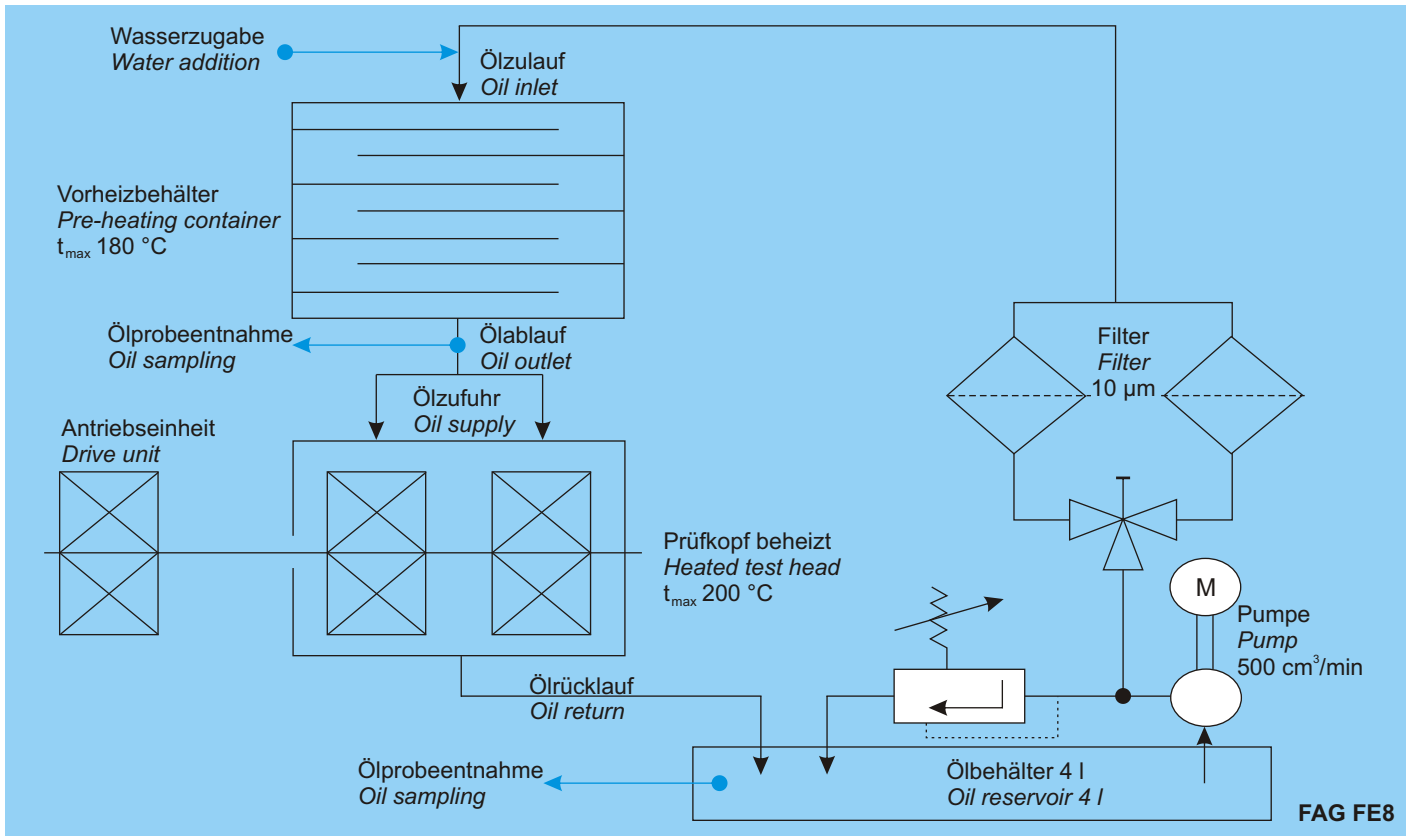 Wasserzugabe
Water addition
Ölzulauf
Oil inlet
Vorheizbehälter
Pre-heating container
tmax 180 °C
Ölprobeentnahme
Oil sampling
Ölablauf
Oil outlet
Ölzufuhr
Oil supply
Filter
Filter
10 µm
Antriebseinheit
Drive unit
Prüfkopf beheizt
Heated test head
tmax 200 °C
M
Pumpe
Pump
500 cm³/min
Ölrücklauf
Oil return
Ölprobeentnahme
Oil sampling
Ölbehälter 4 l
Oil reservoir 4 l
FAG FE8